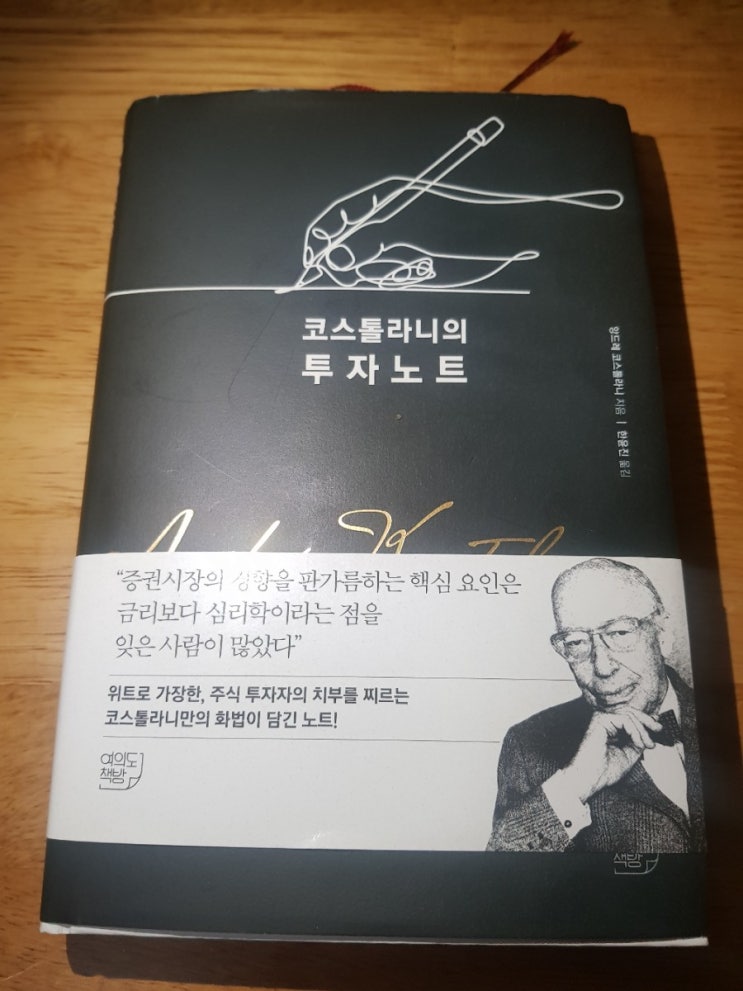 코스톨라니의
투자노트
앙드레 코스톨라니 지음 | 한윤진 옮김
“증권시장의 성향을 판가름하는 핵심 요인은
금리보다 심리학이라는 점을
잊은 사람이 많았다”
위트로 가장한, 주식 투자자의 치부를 찌르는
코스톨라니만의 화법이 담긴 노트!
여의도
책방
책방